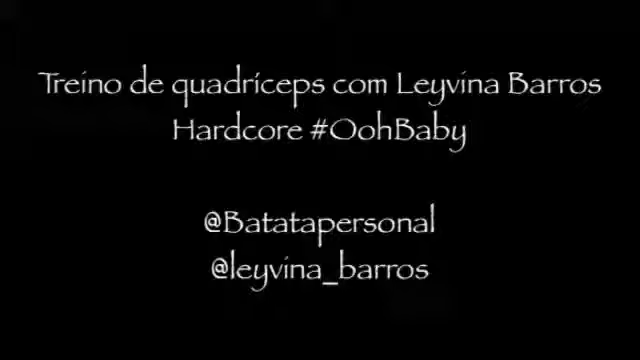 Treino de quadríceps com Leyvina Barros
Hardcore #OohBaby
@Batatapersonal
@leyvina_barros